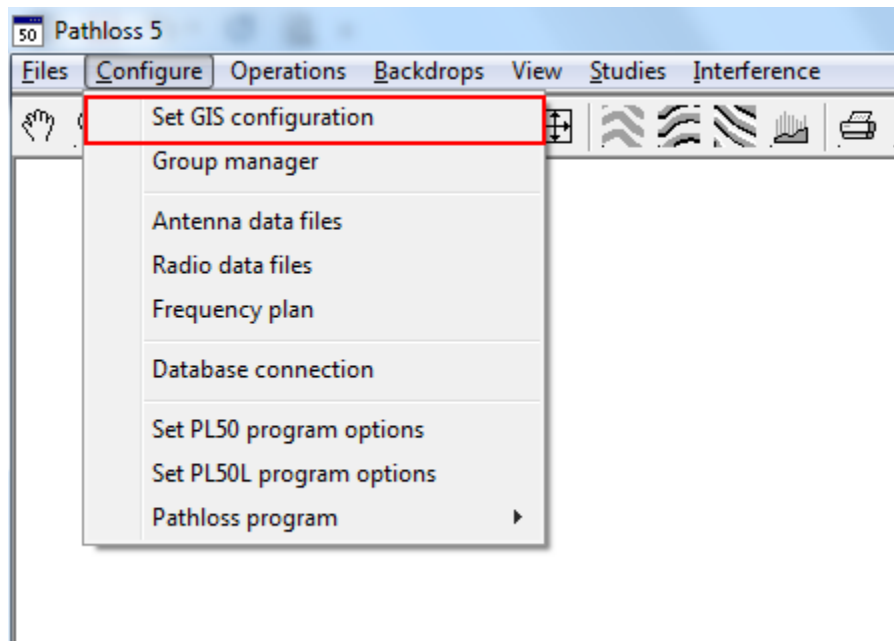 50 Pathloss 5
Files Configure Operations Backdrops View Studies Interference
Set GIS configuration
Group manager
Antenna data files
Radio data files
Frequency plan
Database connection
Set PL50 program options
Set PL50L program options
Pathloss program